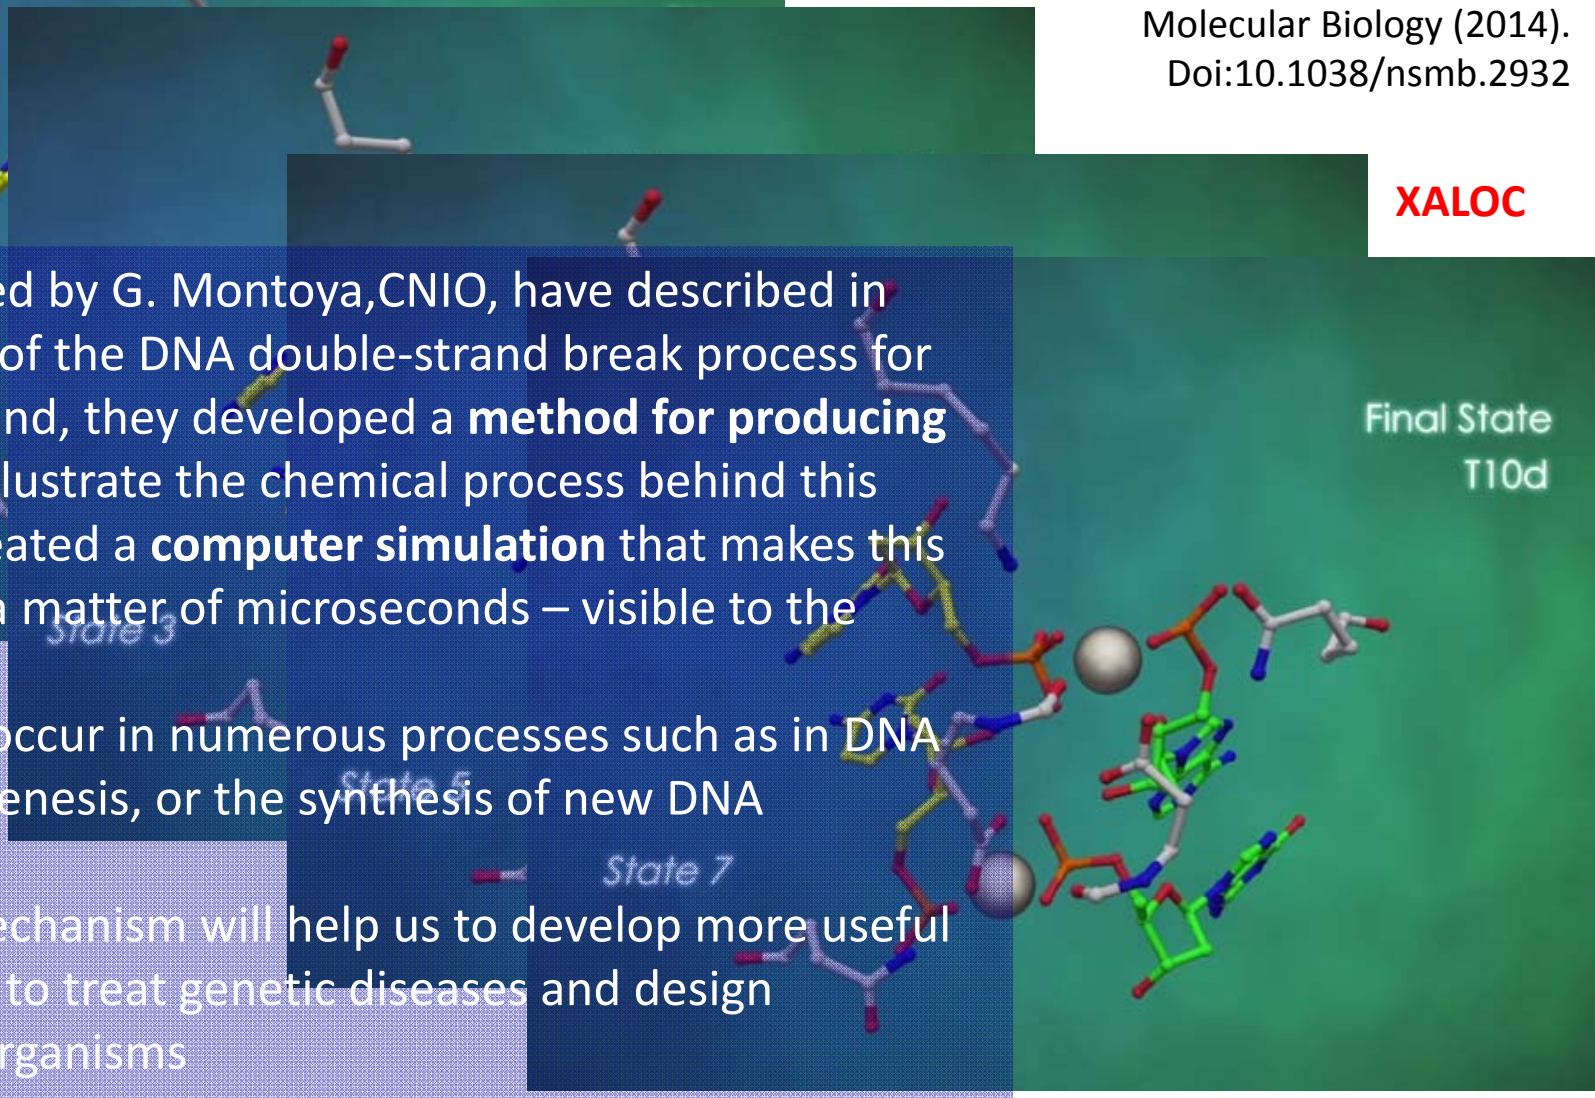 Molecular Biology (2014).
Doi:10.1038/nsmb.2932
XALOC
ed by G. Montoya,CNIO, have described in
of the DNA double-strand break process for
nd, they developed a method for producing
lustrate the chemical process behind this
eated a computer simulation that makes this
a matter of microseconds – visible to the
occur in numerous processes such as in DNA
enesis, or the synthesis of new DNA
echanism will help us to develop more useful
to treat genetic diseases and design
rganisms
State 3
State 5
State 7
Final State
T10d